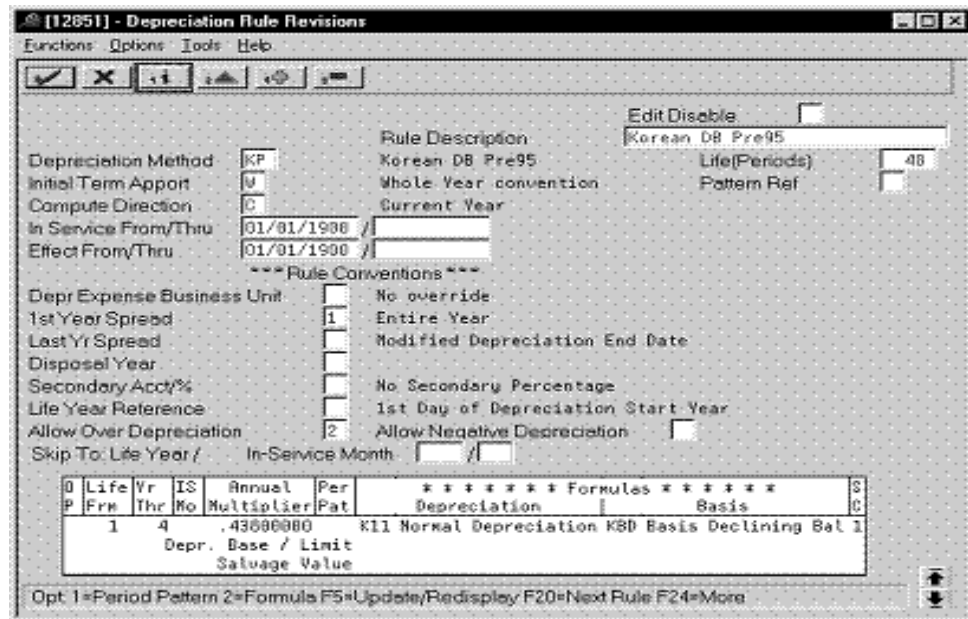 [12851] - Depreciation Rule Revisions
Functions Options Tools Help
Edit Disable
Rule Description Korean DB Pre95
Depreciation Method KP Korean DB Pre95 Life(Periods) 48
Initial Term Apport W Whole Year convention Pattern Ref
Compute Direction C Current Year
In Service From/Thru 01/01/1900 /
Effect From/Thru 01/01/1900 /
***Rule Conventions***
Depr Expense Business Unit No override
1st Year Spread 1 Entire Year
Last Yr Spread Modified Depreciation End Date
Disposal Year
Secondary Acct/% No Secondary Percentage
Life Year Reference 1st Day of Depreciation Start Year
Allow Over Depreciation 2 Allow Negative Depreciation
Skip To: Life Year / In-Service Month /
O Life Yr IS Annual Per * * * * * * * Formulas * * * * * * S
P Frm Thr Mo Multiplier Pat Depreciation | Basis C
1 4 .43800000 K11 Normal Depreciation KBD Basis Declining Bal 1
Depr. Base / Limit
Salvage Value
Opt: 1=Period Pattern 2=Formula F5=Update/Redisplay F20=Next Rule F24=More